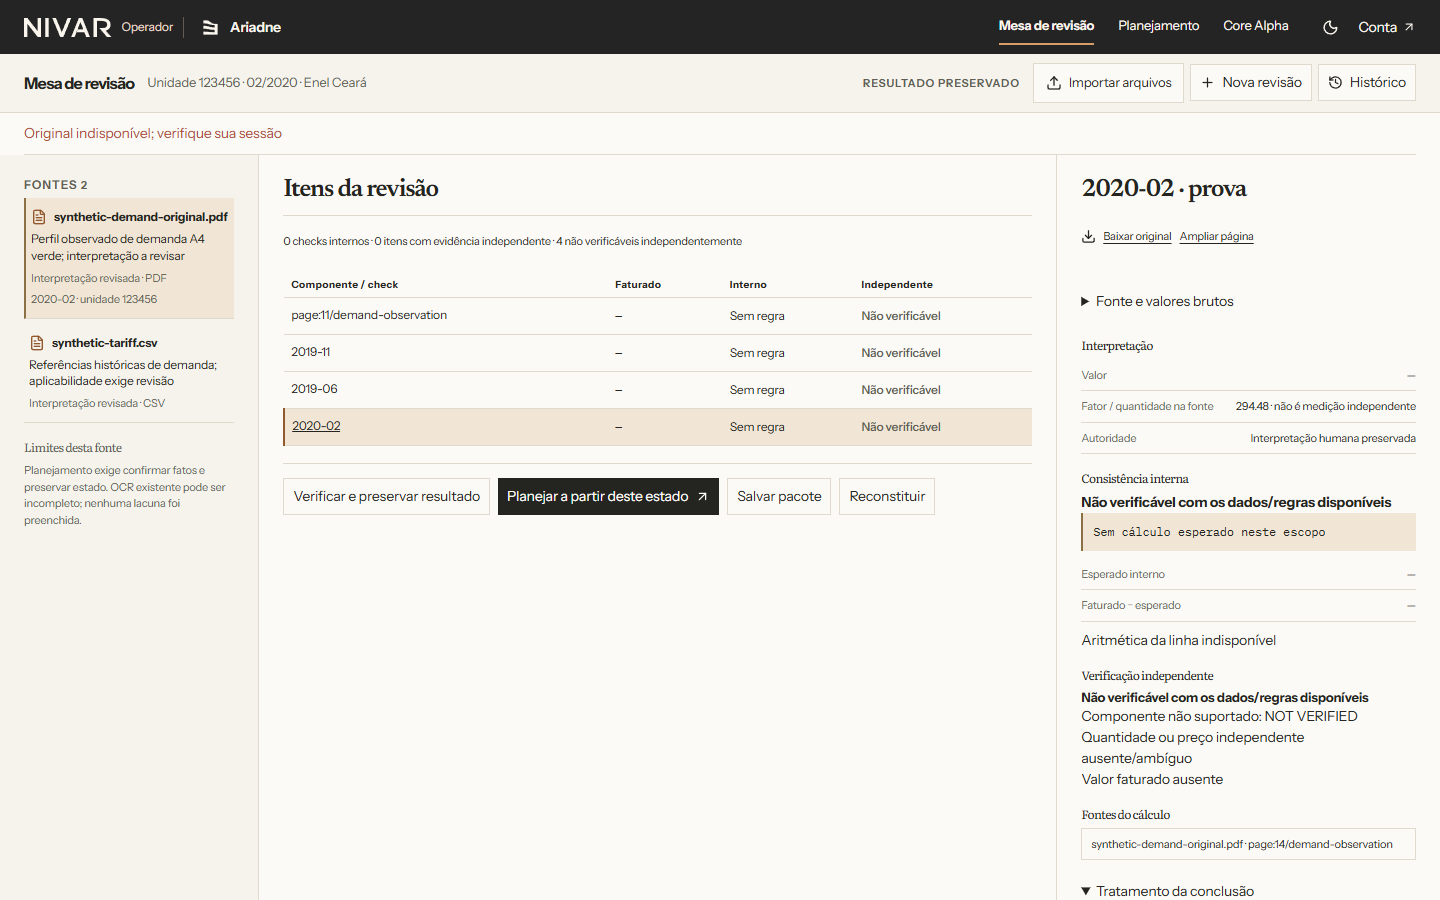 NIVAR Operador Ariadne Mesa de revisão Planejamento Core Alpha Conta
Mesa de revisão Unidade 123456 · 02/2020 · Enel Ceará RESULTADO PRESERVADO Importar arquivos Nova revisão Histórico
Original indisponível; verifique sua sessão
FONTES 2
synthetic-demand-original.pdf
Perfil observado de demanda A4
verde; interpretação a revisar
Interpretação revisada · PDF
2020-02 · unidade 123456
synthetic-tariff.csv
Referências históricas de demanda;
aplicabilidade exige revisão
Interpretação revisada · CSV
Limites desta fonte
Planejamento exige confirmar fatos e
preservar estado. OCR existente pode ser
incompleto; nenhuma lacuna foi
preenchida.
Itens da revisão
0 checks internos · 0 itens com evidência independente · 4 não verificáveis independentemente
Componente / check Faturado Interno Independente
page:11/demand-observation – Sem regra Não verificável
2019-11 – Sem regra Não verificável
2019-06 – Sem regra Não verificável
2020-02 – Sem regra Não verificável
Verificar e preservar resultado Planejar a partir deste estado Salvar pacote Reconstituir
2020-02 · prova
Baixar original Ampliar página
Fonte e valores brutos
Interpretação
Valor —
Fator / quantidade na fonte 294.48 · não é medição independente
Autoridade Interpretação humana preservada
Consistência interna
Não verificável com os dados/regras disponíveis
Sem cálculo esperado neste escopo
Esperado interno —
Faturado − esperado —
Aritmética da linha indisponível
Verificação independente
Não verificável com os dados/regras disponíveis
Componente não suportado: NOT VERIFIED
Quantidade ou preço independente
ausente/ambíguo
Valor faturado ausente
Fontes do cálculo
synthetic-demand-original.pdf · page:14/demand-observation
Tratamento da conclusão